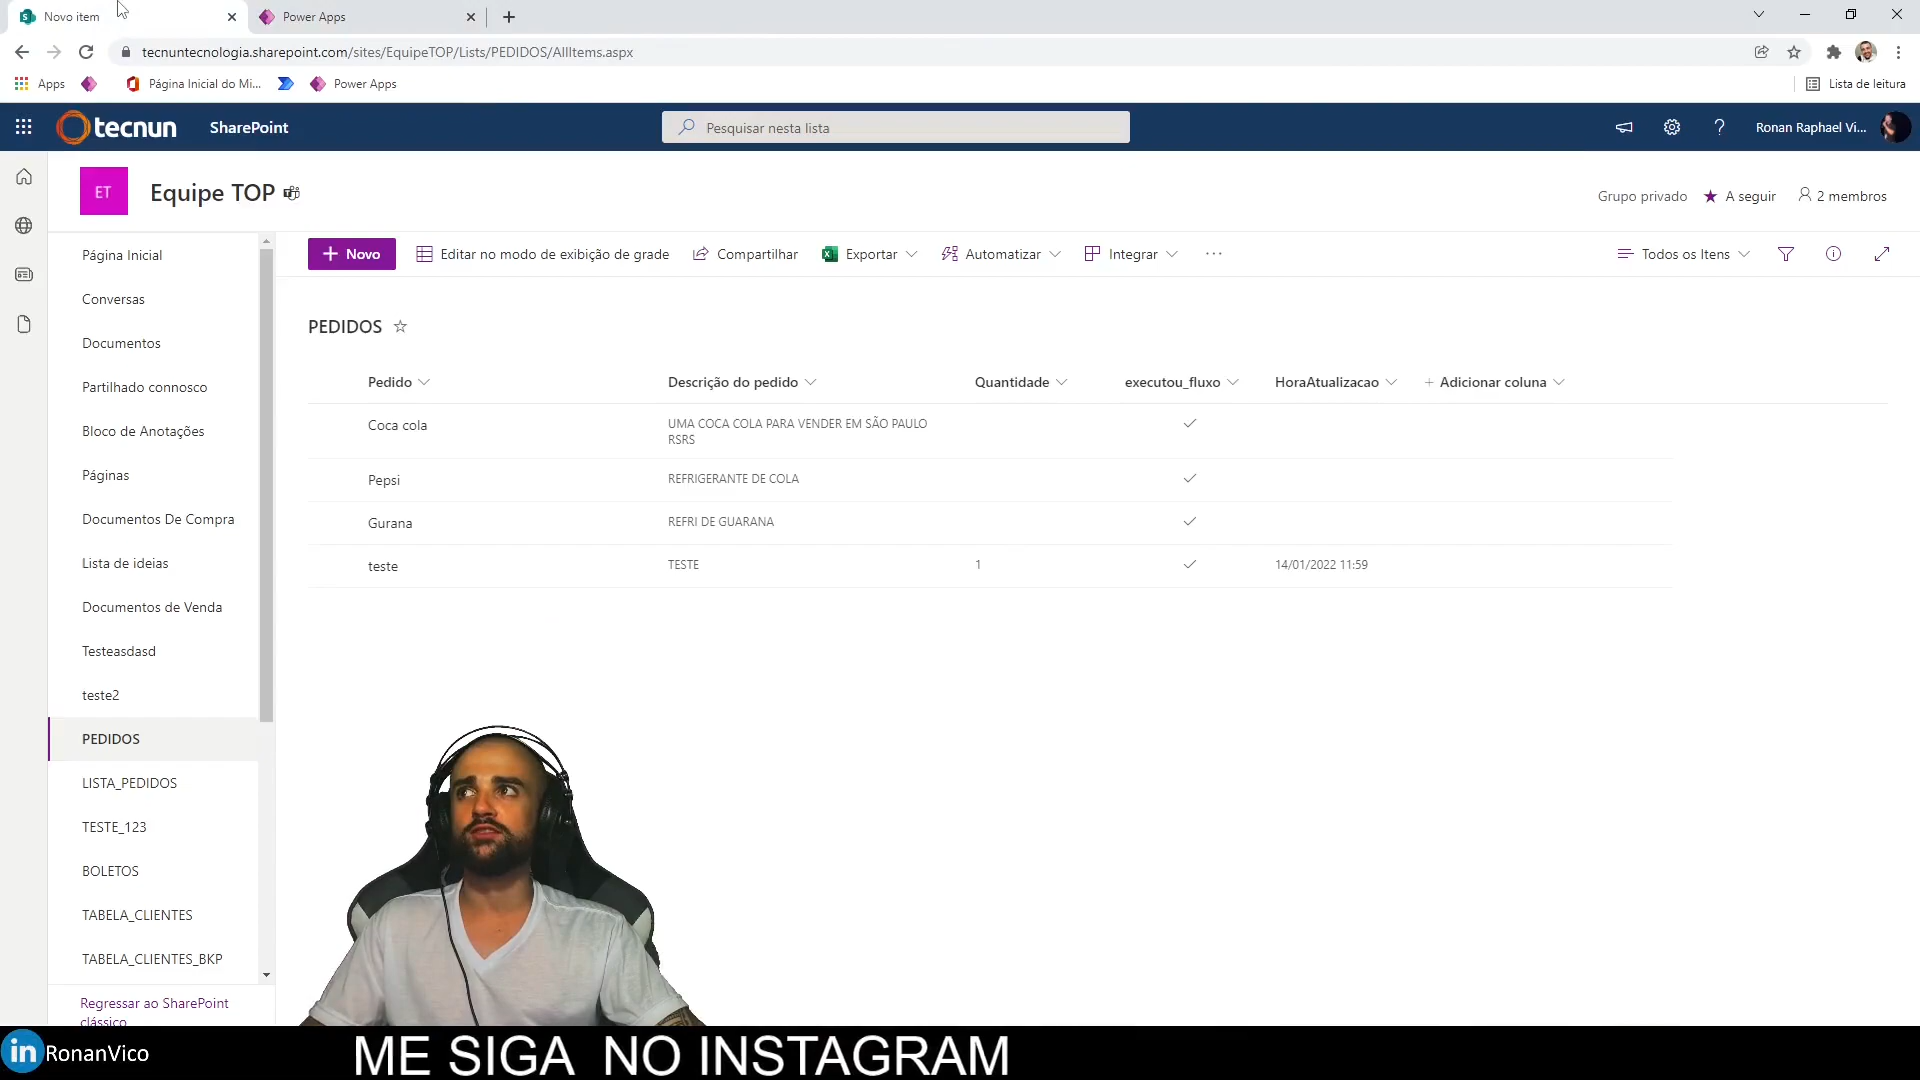 Novo item
Power Apps
tecnuntecnologia.sharepoint.com/sites/EquipeTOP/Lists/PEDIDOS/AllItems.aspx
Apps
Página Inicial do Mi...
Power Apps
Lista de leitura
tecnun
SharePoint
Pesquisar nesta lista
Ronan Raphael Vi...
ET
Equipe TOP
Grupo privado
A seguir
2 membros
Página Inicial
Conversas
Documentos
Partilhado connosco
Bloco de Anotações
Páginas
Documentos De Compra
Lista de ideias
Documentos de Venda
Testeasdasd
teste2
PEDIDOS
LISTA_PEDIDOS
TESTE_123
BOLETOS
TABELA_CLIENTES
TABELA_CLIENTES_BKP
Regressar ao SharePoint
clássico
+ Novo
Editar no modo de exibição de grade
Compartilhar
Exportar
Automatizar
Integrar
...
Todos os Itens
PEDIDOS
Pedido
Descrição do pedido
Quantidade
executou_fluxo
HoraAtualizacao
+ Adicionar coluna
Coca cola
UMA COCA COLA PARA VENDER EM SÃO PAULO
RSRS
Pepsi
REFRIGERANTE DE COLA
Gurana
REFRI DE GUARANA
teste
TESTE
1
14/01/2022 11:59
in RonanVico
ME SIGA NO INSTAGRAM